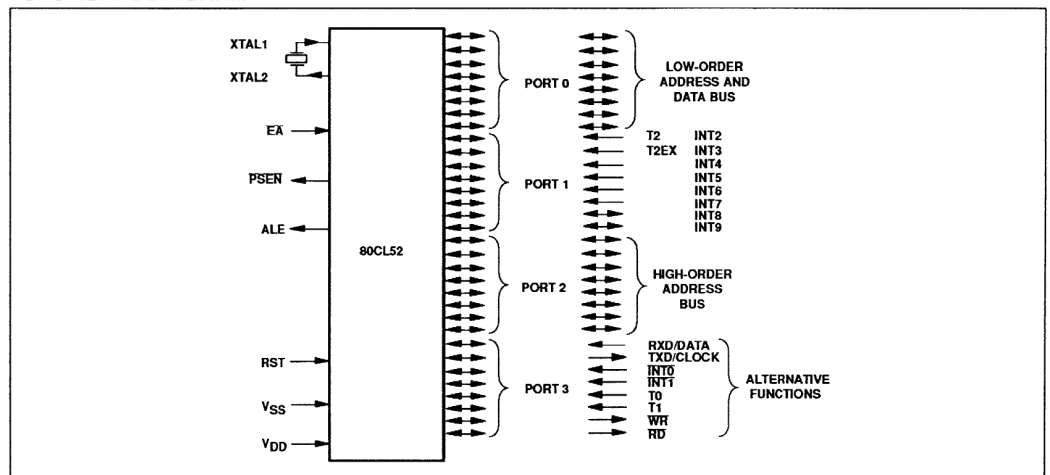 XTAL1
XTAL2
EA
PSEN
ALE
RST
VSS
VDD
80CL52
PORT 0
PORT 1
PORT 2
PORT 3
LOW-ORDER
ADDRESS AND
DATA BUS
T2 INT2
T2EX INT3
INT4
INT5
INT6
INT7
INT8
INT9
HIGH-ORDER
ADDRESS
BUS
RXD/DATA
TXD/CLOCK
INT0
INT1
T0
T1
WR
RD
ALTERNATIVE
FUNCTIONS